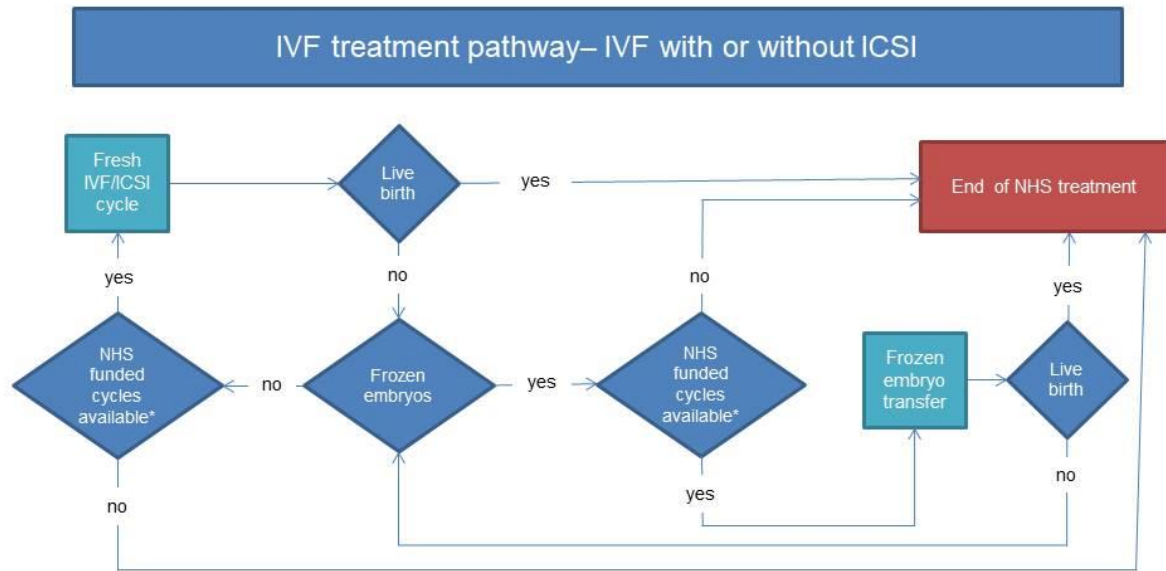 IVF treatment pathway– IVF with or without ICSI
Fresh
IVF/ICSI
cycle
Live
birth
yes
End of NHS treatment
no
yes
no
yes
NHS
funded
cycles
available*
no
Frozen
embryos
yes
NHS
funded
cycles
available*
Frozen
embryo
transfer
Live
birth
no
yes
no